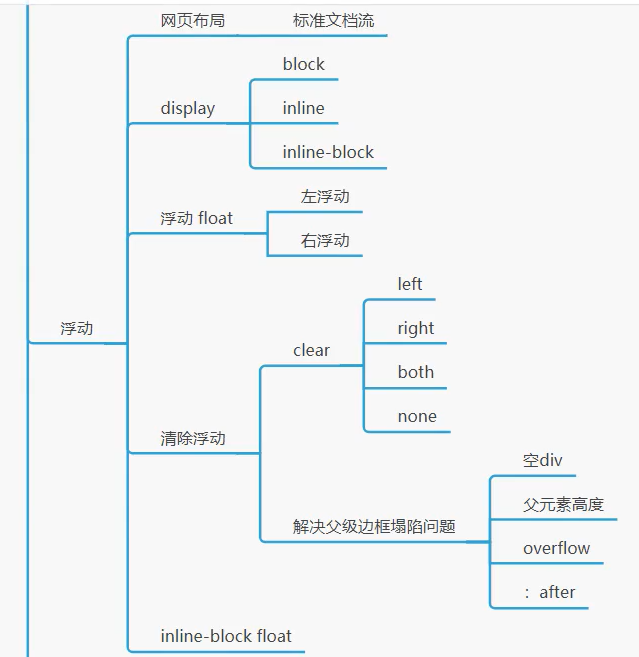 网页布局
标准文档流
display
block
inline
inline-block
浮动 float
左浮动
右浮动
浮动
清除浮动
clear
left
right
both
none
解决父级边框塌陷问题
空div
父元素高度
overflow
：after
inline-block float